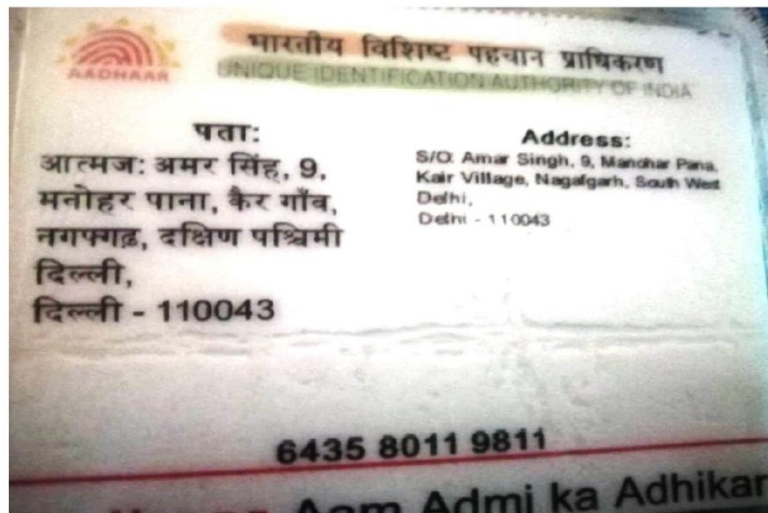 AADHAAR
भारतीय विशिष्ट पहचान प्राधिकरण
UNIQUE IDENTIFICATION AUTHORITY OF INDIA
पता:
आत्मज: अमर सिंह, 9,
मनोहर पाना, कैर गाँव,
नगफ्गढ़, दक्षिण पश्चिमी
दिल्ली,
दिल्ली - 110043
Address:
S/O: Amar Singh, 9, Manohar Pana,
Kair Village, Nagafgarh, South West
Delhi,
Delhi - 110043
6435 8011 9811
Aam Admi ka Adhikar